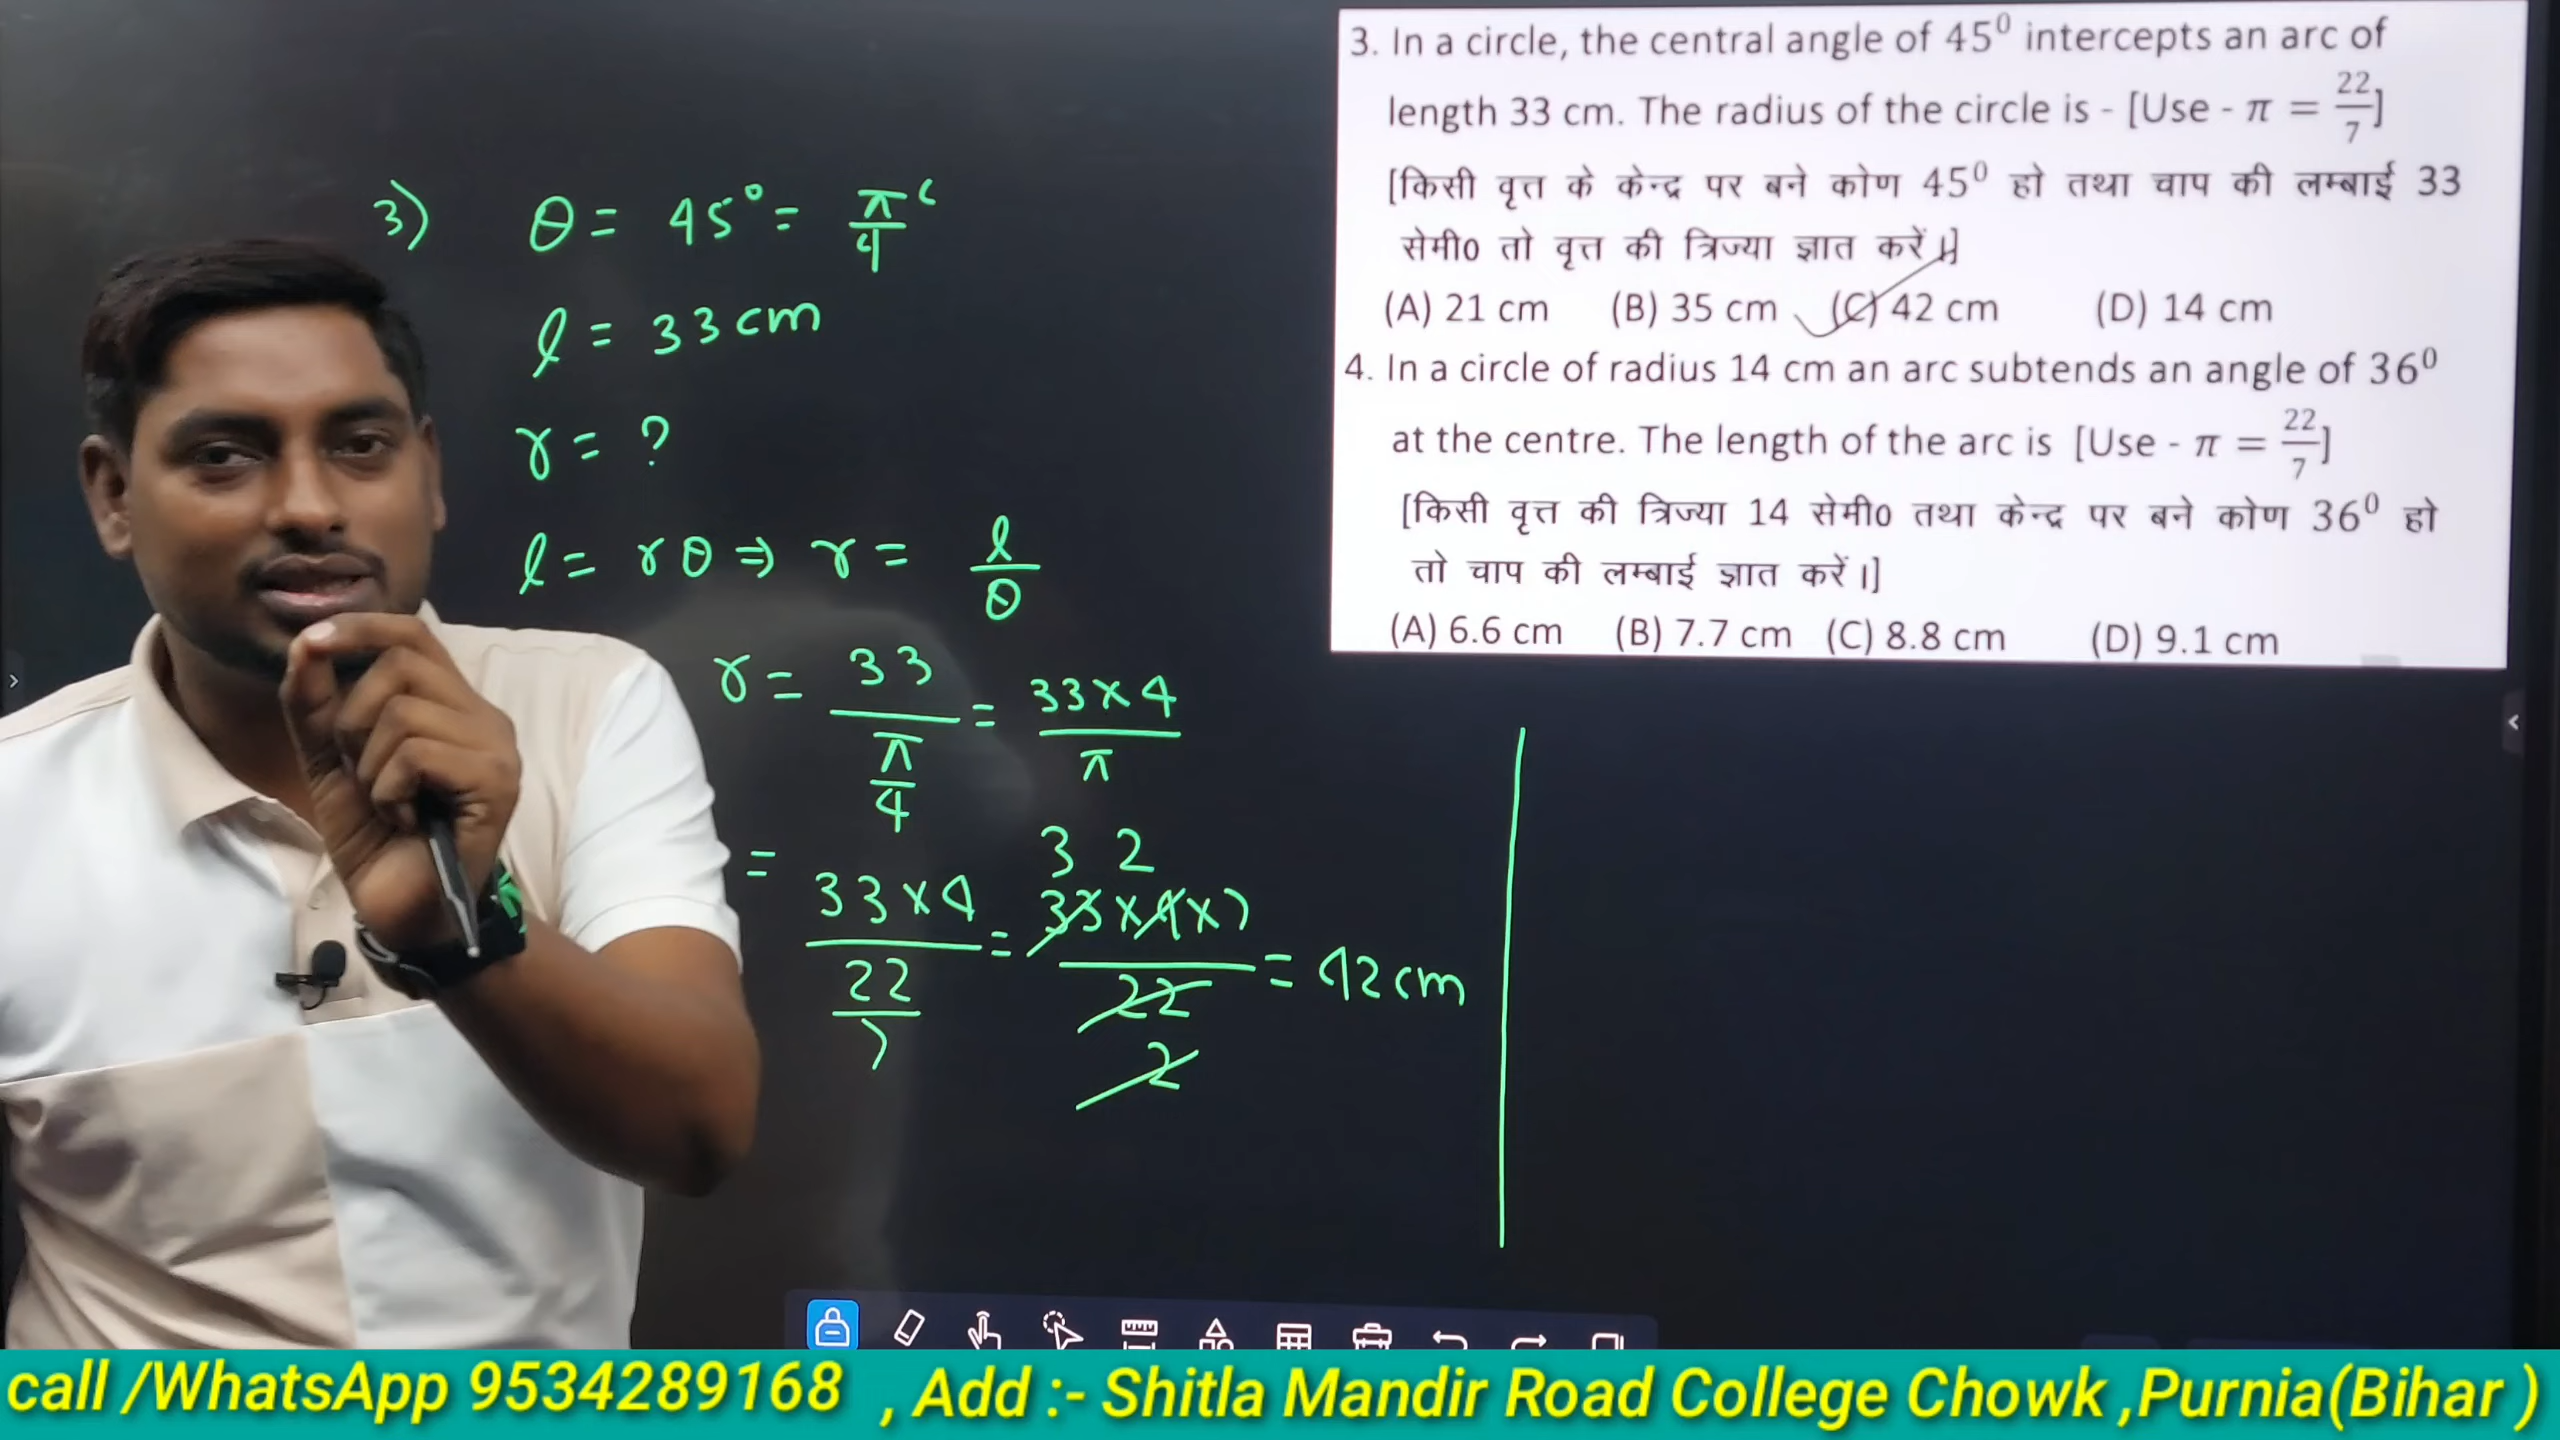 3. In a circle, the central angle of 45⁰ intercepts an arc of
length 33 cm. The radius of the circle is - [Use - π = 22/7]
[किसी वृत्त के केन्द्र पर बने कोण 45⁰ हो तथा चाप की लम्बाई 33
सेमी० तो वृत्त की त्रिज्या ज्ञात करें।]
(A) 21 cm (B) 35 cm (C) 42 cm (D) 14 cm
4. In a circle of radius 14 cm an arc subtends an angle of 36⁰
at the centre. The length of the arc is [Use - π = 22/7]
[किसी वृत्त की त्रिज्या 14 सेमी० तथा केन्द्र पर बने कोण 36⁰ हो
तो चाप की लम्बाई ज्ञात करें।]
(A) 6.6 cm (B) 7.7 cm (C) 8.8 cm (D) 9.1 cm
3) θ = 45° = π/4 ᶜ
l = 33 cm
r = ?
l = rθ ⇒ r = l/θ
r = 33/(π/4) = 33×4/π
3 2
= 33×4/(22/7) = 33×4×7/22 = 42 cm
2
call /WhatsApp 9534289168 , Add :- Shitla Mandir Road College Chowk ,Purnia(Bihar )